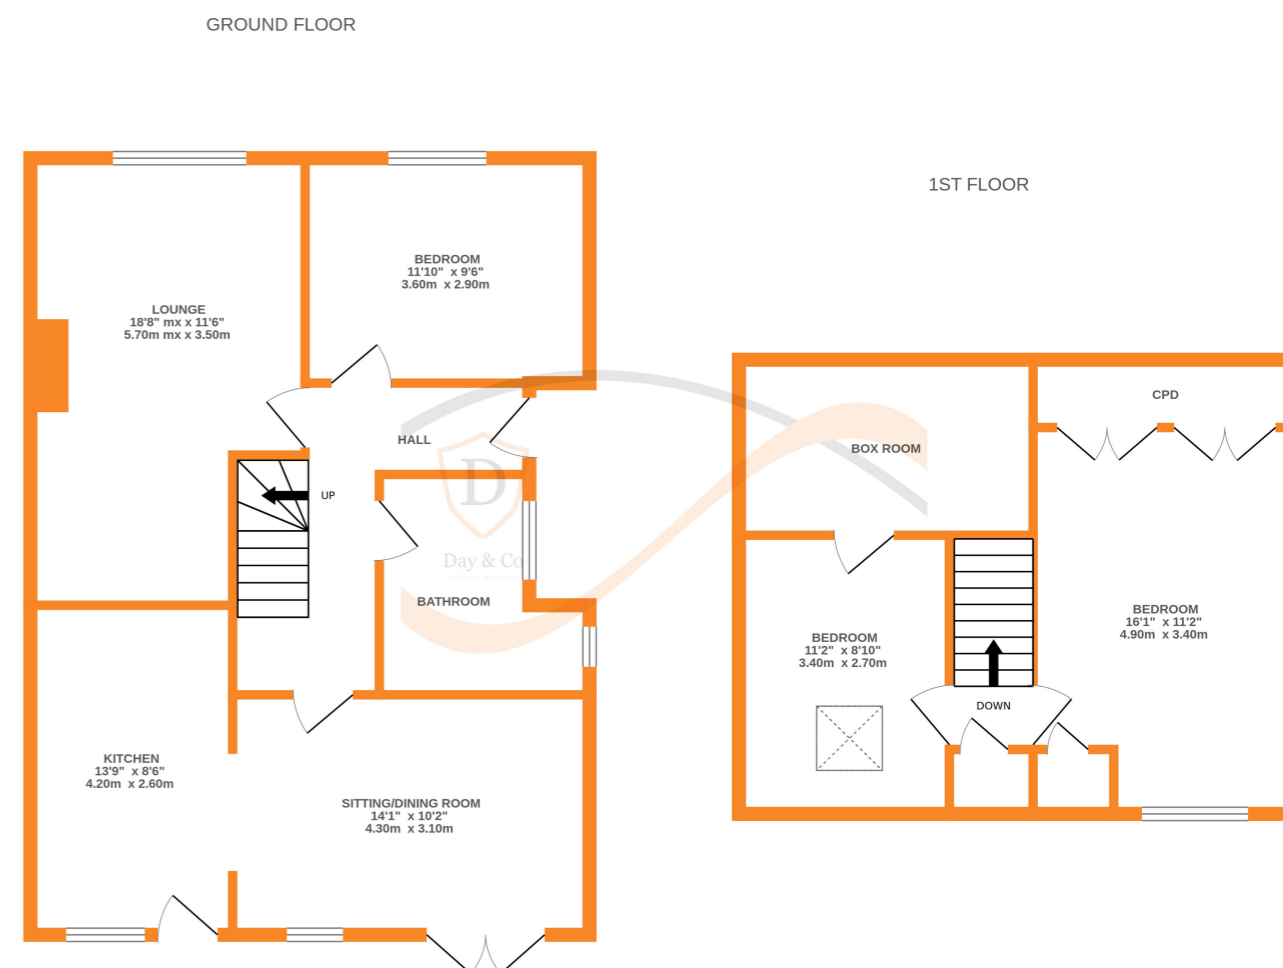 GROUND FLOOR
1ST FLOOR
BEDROOM
11'10" x 9'6"
3.60m x 2.90m
LOUNGE
18'8" mx x 11'6"
5.70m mx x 3.50m
HALL
UP
D
Day & Co
BATHROOM
KITCHEN
13'9" x 8'6"
4.20m x 2.60m
SITTING/DINING ROOM
14'1" x 10'2"
4.30m x 3.10m
CPD
BOX ROOM
BEDROOM
16'1" x 11'2"
4.90m x 3.40m
BEDROOM
11'2" x 8'10"
3.40m x 2.70m
DOWN